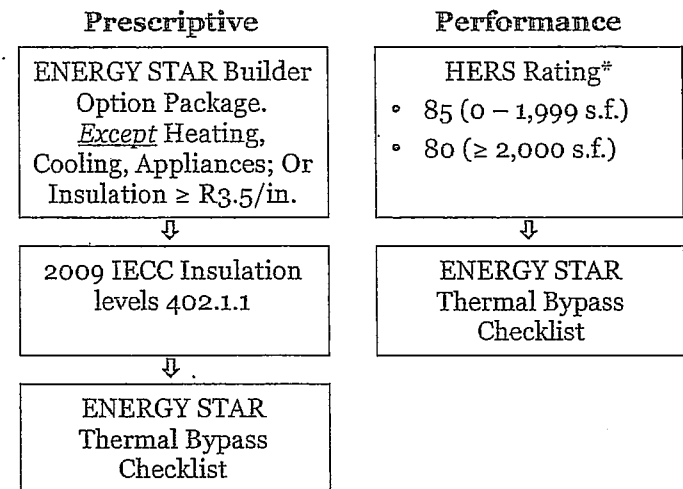 Prescriptive
ENERGY STAR Builder
Option Package.
Except Heating,
Cooling, Appliances; Or
Insulation ≥ R3.5/in.
⇩
2009 IECC Insulation
levels 402.1.1
⇩
ENERGY STAR
Thermal Bypass
Checklist
Performance
HERS Rating*
• 85 (0 – 1,999 s.f.)
• 80 (≥ 2,000 s.f.)
⇩
ENERGY STAR
Thermal Bypass
Checklist